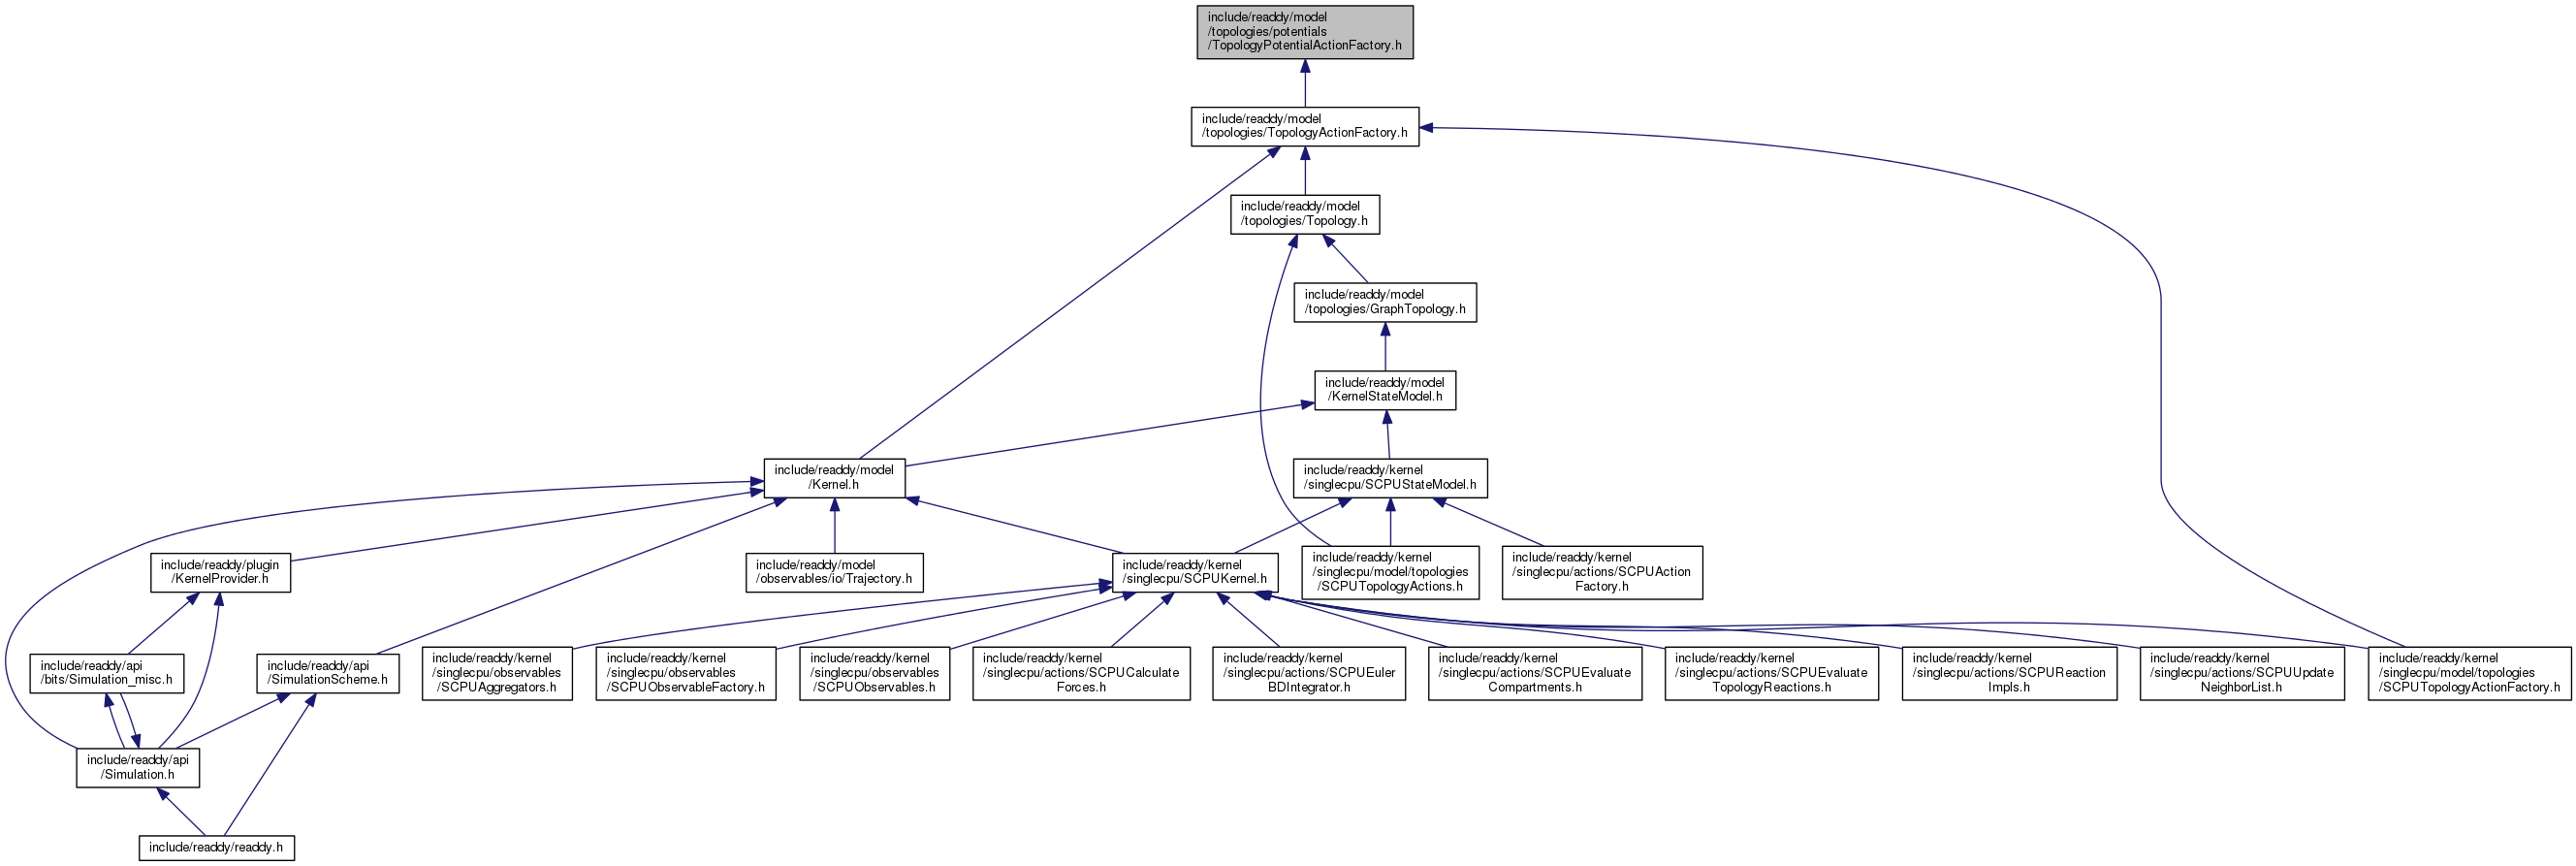 include/readdy/model
/topologies/potentials
/TopologyPotentialActionFactory.h
include/readdy/model
/topologies/TopologyActionFactory.h
include/readdy/model
/topologies/Topology.h
include/readdy/model
/topologies/GraphTopology.h
include/readdy/model
/KernelStateModel.h
include/readdy/model
/Kernel.h
include/readdy/kernel
/singlecpu/SCPUStateModel.h
include/readdy/plugin
/KernelProvider.h
include/readdy/model
/observables/io/Trajectory.h
include/readdy/kernel
/singlecpu/SCPUKernel.h
include/readdy/kernel
/singlecpu/model/topologies
/SCPUTopologyActions.h
include/readdy/kernel
/singlecpu/actions/SCPUAction
Factory.h
include/readdy/api
/bits/Simulation_misc.h
include/readdy/api
/SimulationScheme.h
include/readdy/kernel
/singlecpu/observables
/SCPUAggregators.h
include/readdy/kernel
/singlecpu/observables
/SCPUObservableFactory.h
include/readdy/kernel
/singlecpu/observables
/SCPUObservables.h
include/readdy/kernel
/singlecpu/actions/SCPUCalculate
Forces.h
include/readdy/kernel
/singlecpu/actions/SCPUEuler
BDIntegrator.h
include/readdy/kernel
/singlecpu/actions/SCPUEvaluate
Compartments.h
include/readdy/kernel
/singlecpu/actions/SCPUEvaluate
TopologyReactions.h
include/readdy/kernel
/singlecpu/actions/SCPUReaction
Impls.h
include/readdy/kernel
/singlecpu/actions/SCPUUpdate
NeighborList.h
include/readdy/kernel
/singlecpu/model/topologies
/SCPUTopologyActionFactory.h
include/readdy/api
/Simulation.h
include/readdy/readdy.h